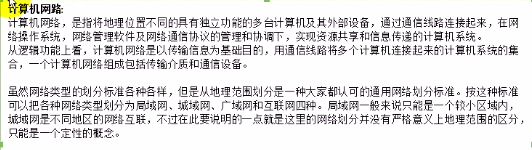 计算机网路:
计算机网络，是指将地理位置不同的具有独立功能的多台计算机及其外部设备，通过通信线路连接起来，在网
络操作系统，网络管理软件及网络通信协议的管理和协调下，实现资源共享和信息传递的计算机系统。
从逻辑功能上看，计算机网络是以传输信息为基础目的，用通信线路将多个计算机连接起来的计算机系统的集
合，一个计算机网络组成包括传输介质和通信设备。
虽然网络类型的划分标准各种各样，但是从地理范围划分是一种大家都认可的通用网络划分标准。按这种标准
可以把各种网络类型划分为局域网、城域网、广域网和互联网四种。局域网一般来说只能是一个较小区域内，
城域网是不同地区的网络互联，不过在此要说明的一点就是这里的网络划分并没有严格意义上地理范围的区分，
只能是一个定性的概念。